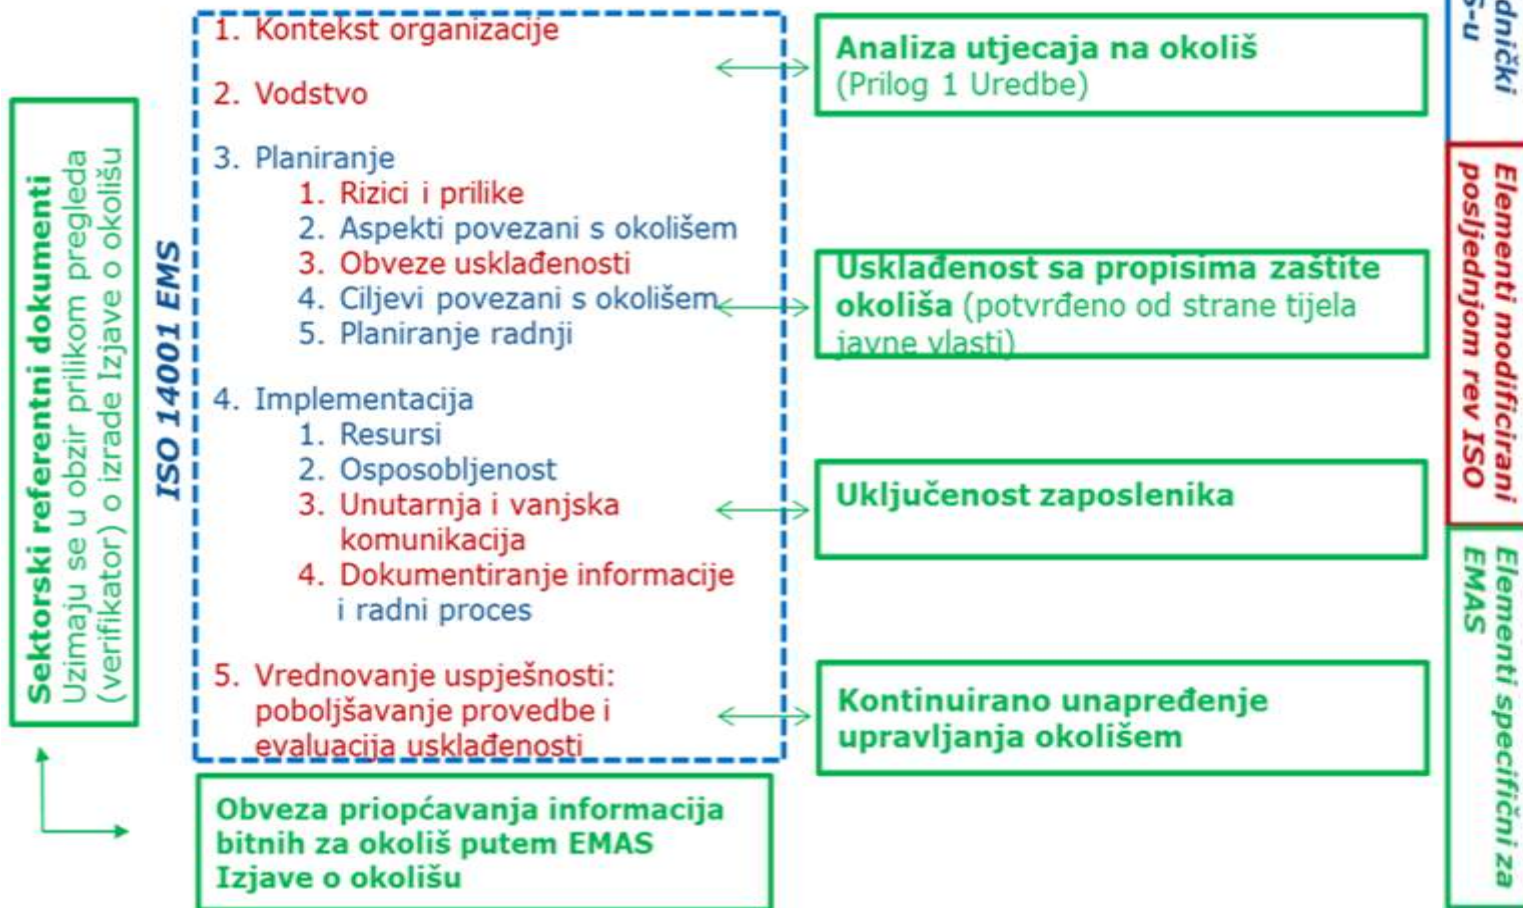 Sektorski referentni dokumenti
Uzimaju se u obzir prilikom pregleda
(verifikator) o izrade Izjave o okolišu
ISO 14001 EMS
1. Kontekst organizacije
2. Vodstvo
3. Planiranje
1. Rizici i prilike
2. Aspekti povezani s okolišem
3. Obveze usklađenosti
4. Ciljevi povezani s okolišem
5. Planiranje radnji
4. Implementacija
1. Resursi
2. Osposobljenost
3. Unutarnja i vanjska
komunikacija
4. Dokumentiranje informacije
i radni proces
5. Vrednovanje uspješnosti:
poboljšavanje provedbe i
evaluacija usklađenosti
Obveza priopćavanja informacija
bitnih za okoliš putem EMAS
Izjave o okolišu
Analiza utjecaja na okoliš
(Prilog 1 Uredbe)
Usklađenost sa propisima zaštite
okoliša (potvrđeno od strane tijela
javne vlasti)
Uključenost zaposlenika
Kontinuirano unapređenje
upravljanja okolišem
Elementi modificirani
posljednjom rev ISO
Elementi specifični za
EMAS